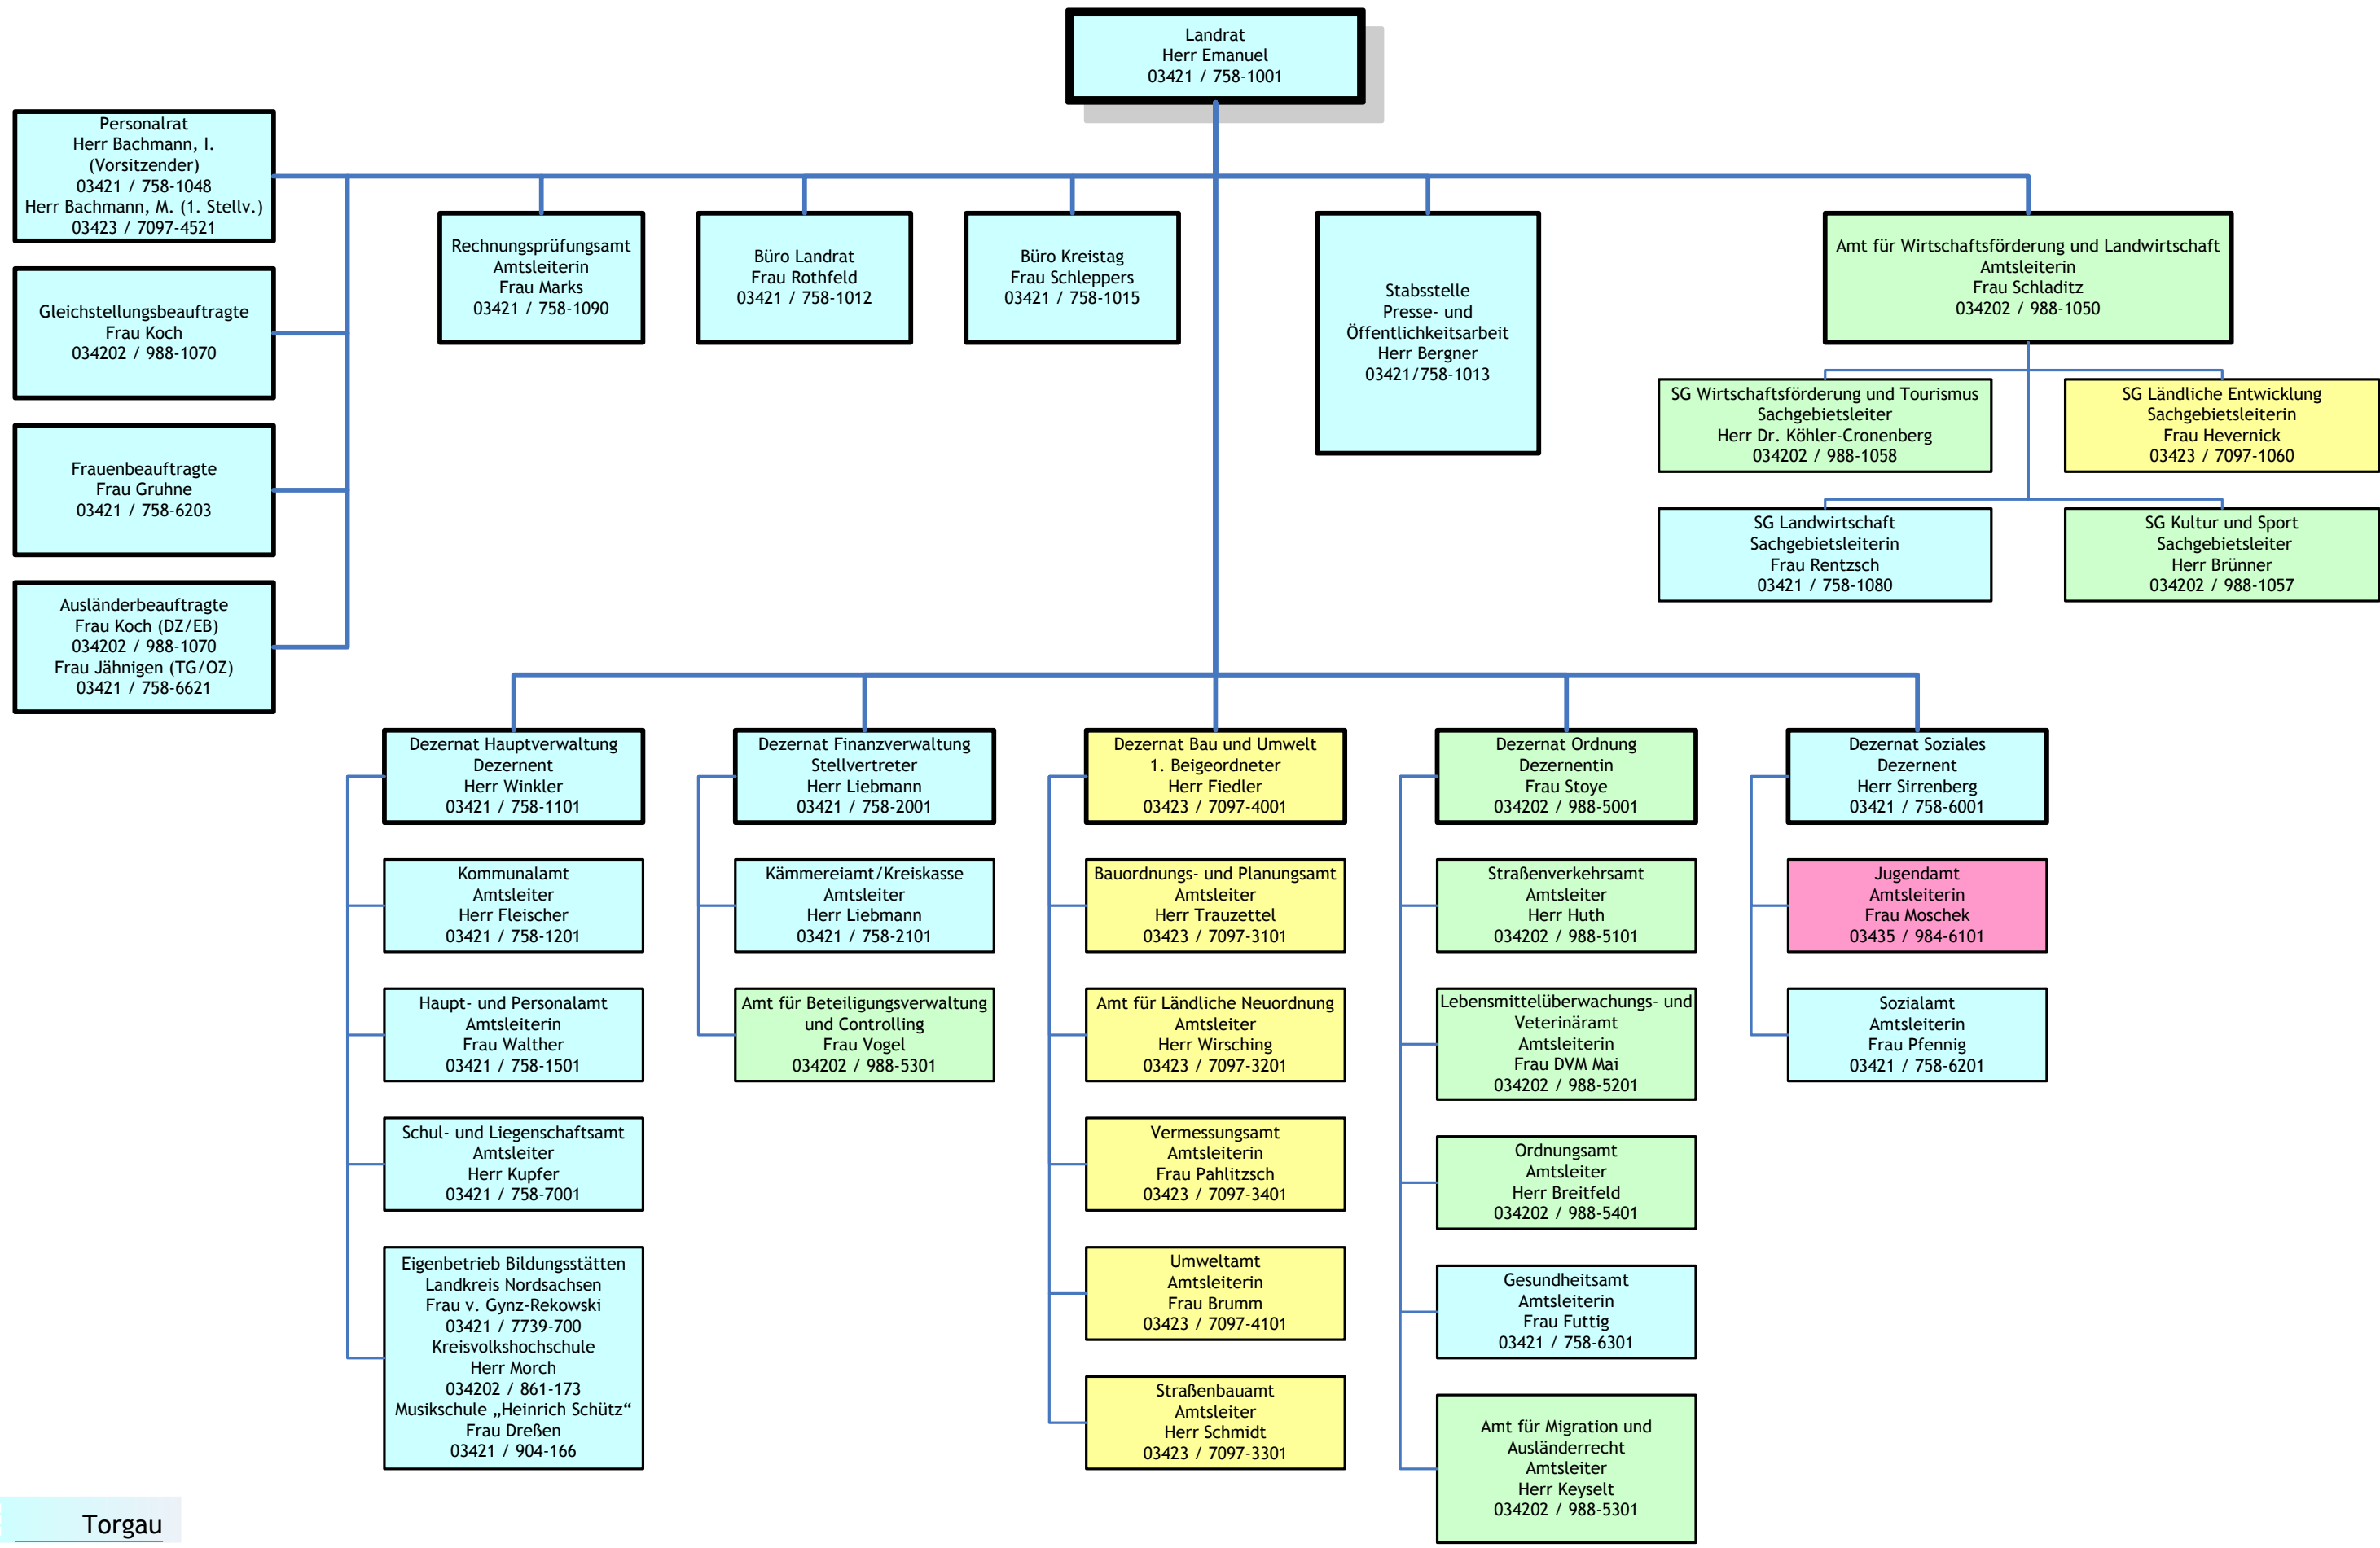 Landrat
Herr Emanuel
03421 / 758-1001
Personalrat
Herr Bachmann, I.
(Vorsitzender)
03421 / 758-1048
Herr Bachmann, M. (1. Stellv.)
03423 / 7097-4521
Gleichstellungsbeauftragte
Frau Koch
034202 / 988-1070
Frauenbeauftragte
Frau Gruhne
03421 / 758-6203
Ausländerbeauftragte
Frau Koch (DZ/EB)
034202 / 988-1070
Frau Jähnigen (TG/OZ)
03421 / 758-6621
Rechnungsprüfungsamt
Amtsleiterin
Frau Marks
03421 / 758-1090
Büro Landrat
Frau Rothfeld
03421 / 758-1012
Büro Kreistag
Frau Schleppers
03421 / 758-1015
Stabsstelle
Presse- und
Öffentlichkeitsarbeit
Herr Bergner
03421/758-1013
Amt für Wirtschaftsförderung und Landwirtschaft
Amtsleiterin
Frau Schladitz
034202 / 988-1050
SG Wirtschaftsförderung und Tourismus
Sachgebietsleiter
Herr Dr. Köhler-Cronenberg
034202 / 988-1058
SG Ländliche Entwicklung
Sachgebietsleiterin
Frau Hevernick
03423 / 7097-1060
SG Landwirtschaft
Sachgebietsleiterin
Frau Rentzsch
03421 / 758-1080
SG Kultur und Sport
Sachgebietsleiter
Herr Brünner
034202 / 988-1057
Dezernat Hauptverwaltung
Dezernent
Herr Winkler
03421 / 758-1101
Kommunalamt
Amtsleiter
Herr Fleischer
03421 / 758-1201
Haupt- und Personalamt
Amtsleiterin
Frau Walther
03421 / 758-1501
Schul- und Liegenschaftsamt
Amtsleiter
Herr Kupfer
03421 / 758-7001
Eigenbetrieb Bildungsstätten
Landkreis Nordsachsen
Frau v. Gynz-Rekowski
03421 / 7739-700
Kreisvolkshochschule
Herr Morch
034202 / 861-173
Musikschule „Heinrich Schütz“
Frau Dreßen
03421 / 904-166
Dezernat Finanzverwaltung
Stellvertreter
Herr Liebmann
03421 / 758-2001
Kämmereiamt/Kreiskasse
Amtsleiter
Herr Liebmann
03421 / 758-2101
Amt für Beteiligungsverwaltung
und Controlling
Frau Vogel
034202 / 988-5301
Dezernat Bau und Umwelt
1. Beigeordneter
Herr Fiedler
03423 / 7097-4001
Bauordnungs- und Planungsamt
Amtsleiter
Herr Trauzettel
03423 / 7097-3101
Amt für Ländliche Neuordnung
Amtsleiter
Herr Wirsching
03423 / 7097-3201
Vermessungsamt
Amtsleiterin
Frau Pahlitzsch
03423 / 7097-3401
Umweltamt
Amtsleiterin
Frau Brumm
03423 / 7097-4101
Straßenbauamt
Amtsleiter
Herr Schmidt
03423 / 7097-3301
Dezernat Ordnung
Dezernentin
Frau Stoye
034202 / 988-5001
Straßenverkehrsamt
Amtsleiter
Herr Huth
034202 / 988-5101
Lebensmittelüberwachungs- und
Veterinäramt
Amtsleiterin
Frau DVM Mai
034202 / 988-5201
Ordnungsamt
Amtsleiter
Herr Breitfeld
034202 / 988-5401
Gesundheitsamt
Amtsleiterin
Frau Futtig
03421 / 758-6301
Amt für Migration und
Ausländerrecht
Amtsleiter
Herr Keyselt
034202 / 988-5301
Dezernat Soziales
Dezernent
Herr Sirrenberg
03421 / 758-6001
Jugendamt
Amtsleiterin
Frau Moschek
03435 / 984-6101
Sozialamt
Amtsleiterin
Frau Pfennig
03421 / 758-6201
Torgau